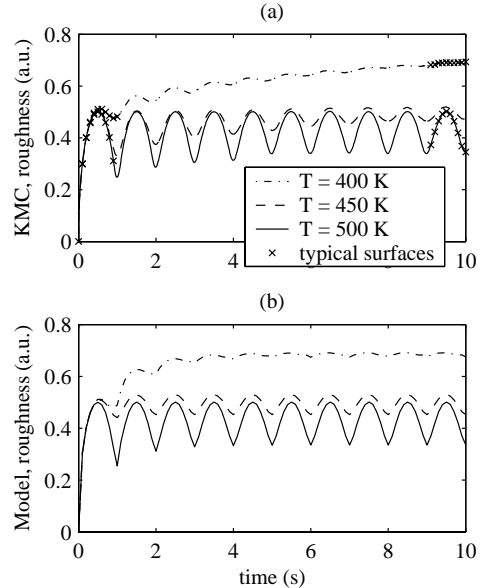 (a)
KMC, roughness (a.u.)
0.8
0.6
0.4
0.2
0
0 2 4 6 8 10
T = 400 K
T = 450 K
T = 500 K
typical surfaces
(b)
Model, roughness (a.u.)
0.8
0.6
0.4
0.2
0
0 2 4 6 8 10
time (s)